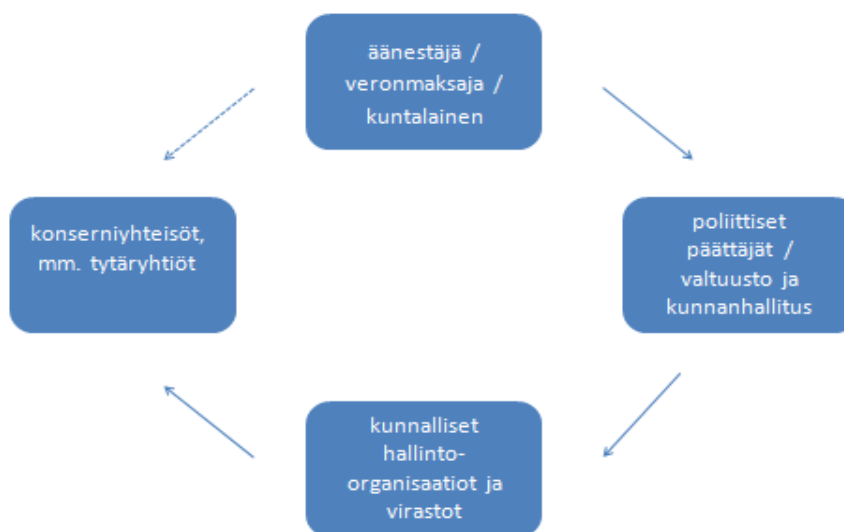 äänestäjä /
veronmaksaja /
kuntalainen
konserniyhteisöt,
mm. tytäryhtiöt
poliittiset
päättäjät /
valtuusto ja
kunnanhallitus
kunnalliset
hallinto-
organisaatiot ja
virastot